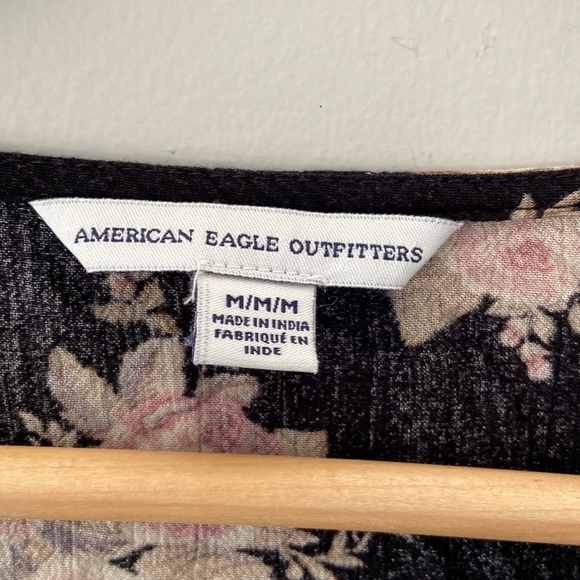 AMERICAN EAGLE OUTFITTERS
M/M/M
MADE IN INDIA
FABRIQUÉ EN
INDE